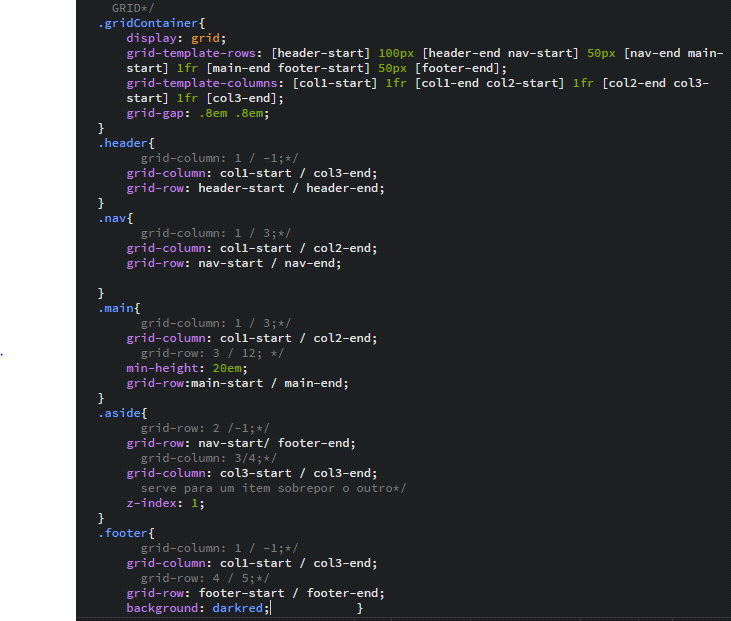 GRID*/
.gridContainer{
display: grid;
grid-template-rows: [header-start] 100px [header-end nav-start] 50px [nav-end main-
start] 1fr [main-end footer-start] 50px [footer-end];
grid-template-columns: [col1-start] 1fr [col1-end col2-start] 1fr [col2-end col3-
start] 1fr [col3-end];
grid-gap: .8em .8em;
}
.header{
grid-column: 1 / -1;*/
grid-column: col1-start / col3-end;
grid-row: header-start / header-end;
}
.nav{
grid-column: 1 / 3;*/
grid-column: col1-start / col2-end;
grid-row: nav-start / nav-end;
}
.main{
grid-column: 1 / 3;*/
grid-column: col1-start / col2-end;
grid-row: 3 / 12; */
min-height: 20em;
grid-row:main-start / main-end;
}
.aside{
grid-row: 2 /-1;*/
grid-row: nav-start/ footer-end;
grid-column: 3/4;*/
grid-column: col3-start / col3-end;
serve para um item sobrepor o outro*/
z-index: 1;
}
.footer{
grid-column: 1 / -1;*/
grid-column: col1-start / col3-end;
grid-row: 4 / 5;*/
grid-row: footer-start / footer-end;
background: darkred; }